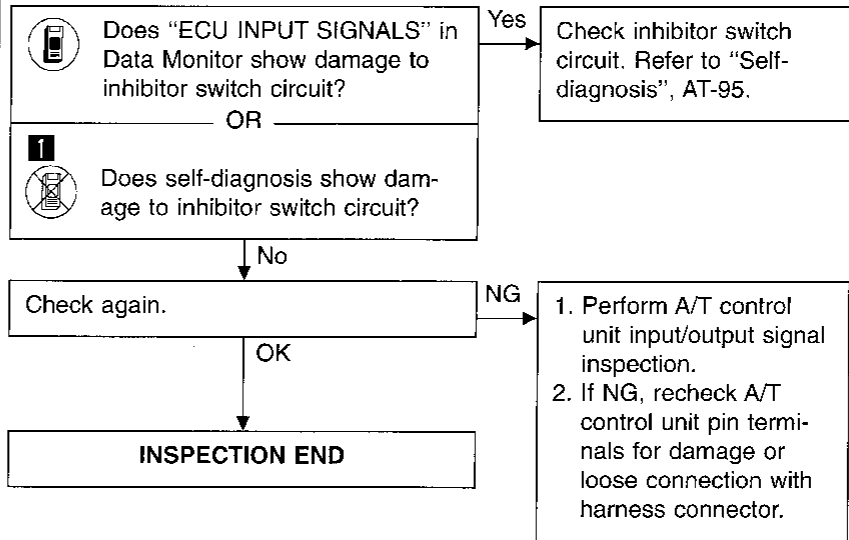 Does “ECU INPUT SIGNALS” in
Data Monitor show damage to
inhibitor switch circuit?
Yes
Check inhibitor switch
circuit. Refer to “Self-
diagnosis”, AT-95.
OR
1
Does self-diagnosis show dam-
age to inhibitor switch circuit?
No
Check again.
NG
1. Perform A/T control
unit input/output signal
inspection.
2. If NG, recheck A/T
control unit pin termi-
nals for damage or
loose connection with
harness connector.
OK
INSPECTION END